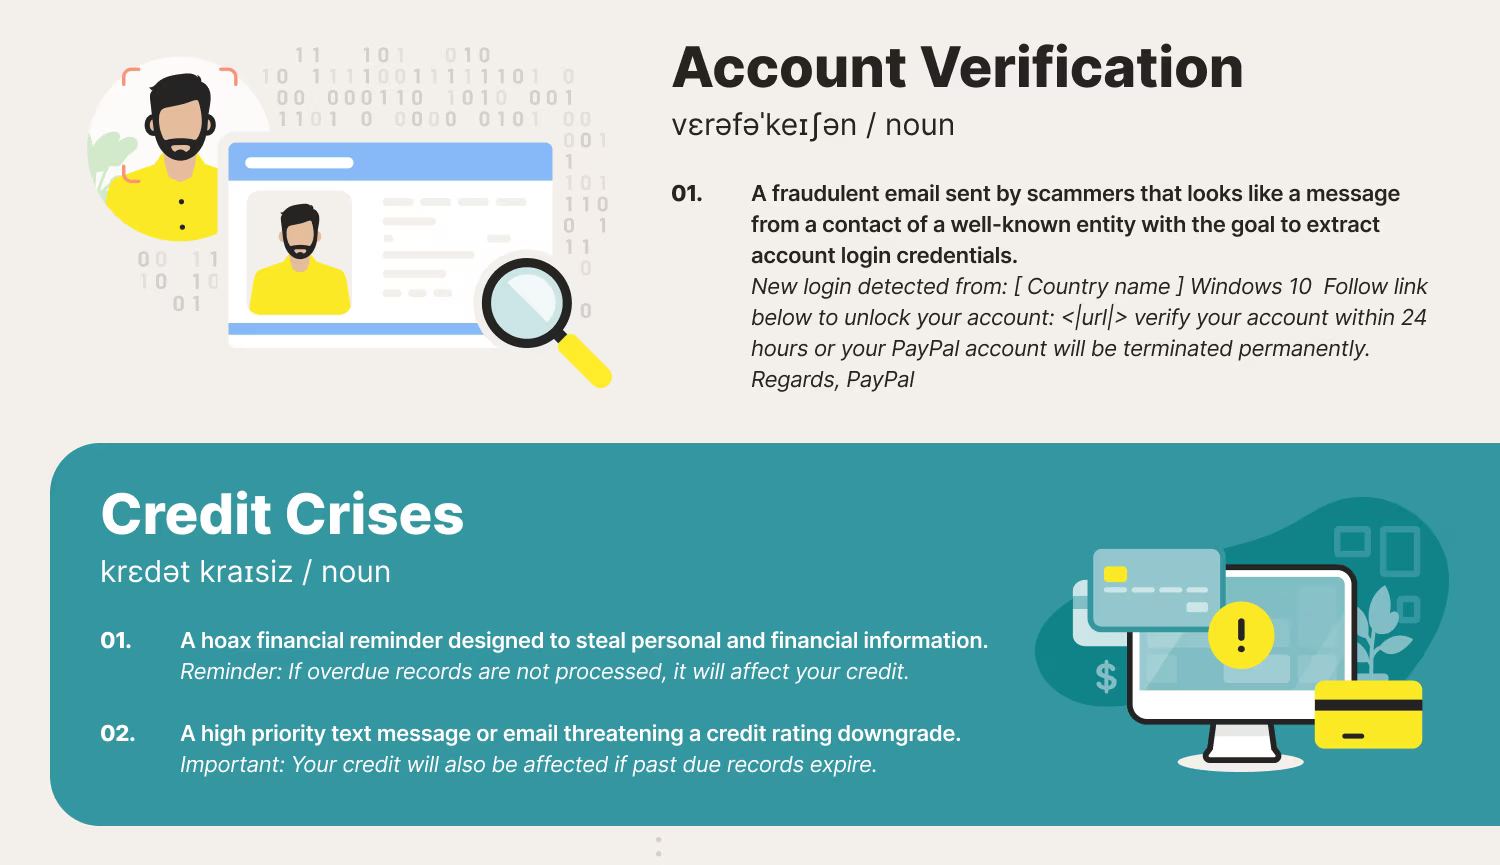 Account Verification
vɛrəfəˈkeɪʃən / noun
01. A fraudulent email sent by scammers that looks like a message
from a contact of a well-known entity with the goal to extract
account login credentials.
New login detected from: [ Country name ] Windows 10  Follow link
below to unlock your account: <|url|> verify your account within 24
hours or your PayPal account will be terminated permanently.
Regards, PayPal
Credit Crises
krɛdət kraɪsiz / noun
01. A hoax financial reminder designed to steal personal and financial information.
Reminder: If overdue records are not processed, it will affect your credit.
02. A high priority text message or email threatening a credit rating downgrade.
Important: Your credit will also be affected if past due records expire.